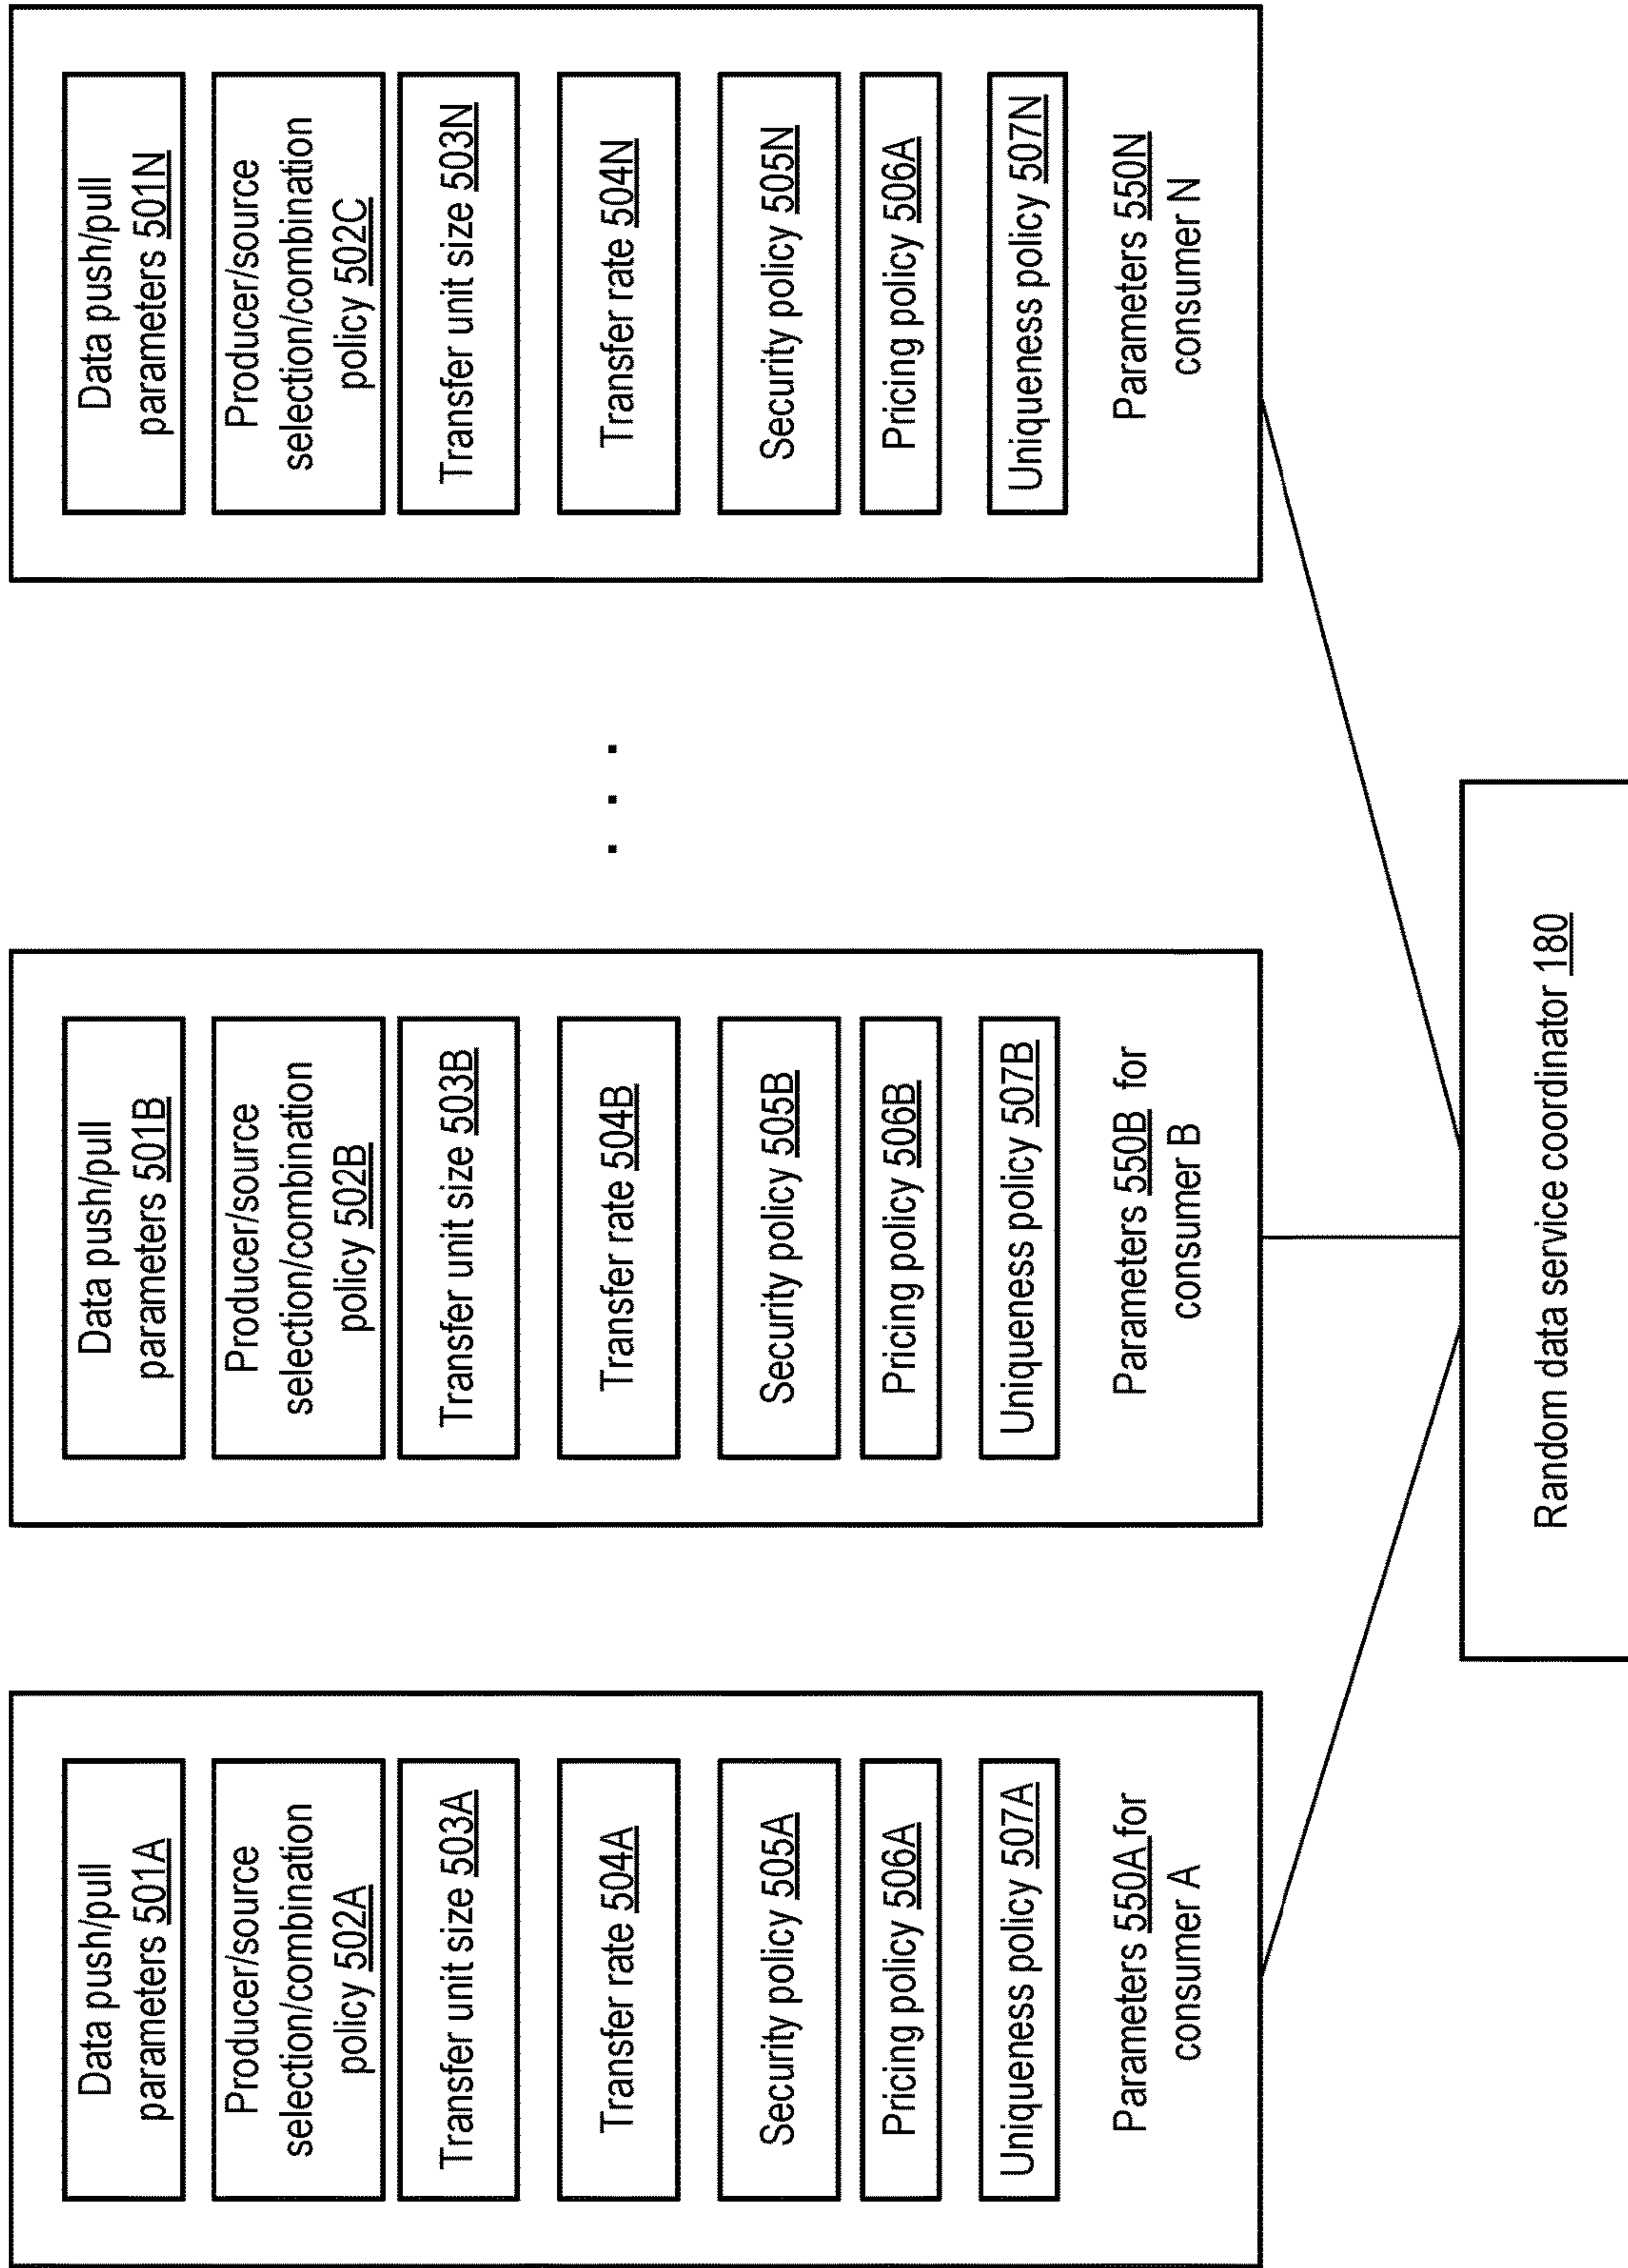 Data push/pull
parameters 501A
Producer/source
selection/combination
policy 502A
Transfer unit size 503A
Transfer rate 504A
Security policy 505A
Pricing policy 506A
Uniqueness policy 507A
Parameters 550A for
consumer A
Data push/pull
parameters 501B
Producer/source
selection/combination
policy 502B
Transfer unit size 503B
Transfer rate 504B
Security policy 505B
Pricing policy 506B
Uniqueness policy 507B
Parameters 550B for
consumer B
. . .
Data push/pull
parameters 501N
Producer/source
selection/combination
policy 502C
Transfer unit size 503N
Transfer rate 504N
Security policy 505N
Pricing policy 506A
Uniqueness policy 507N
Parameters 550N
consumer N
Random data service coordinator 180